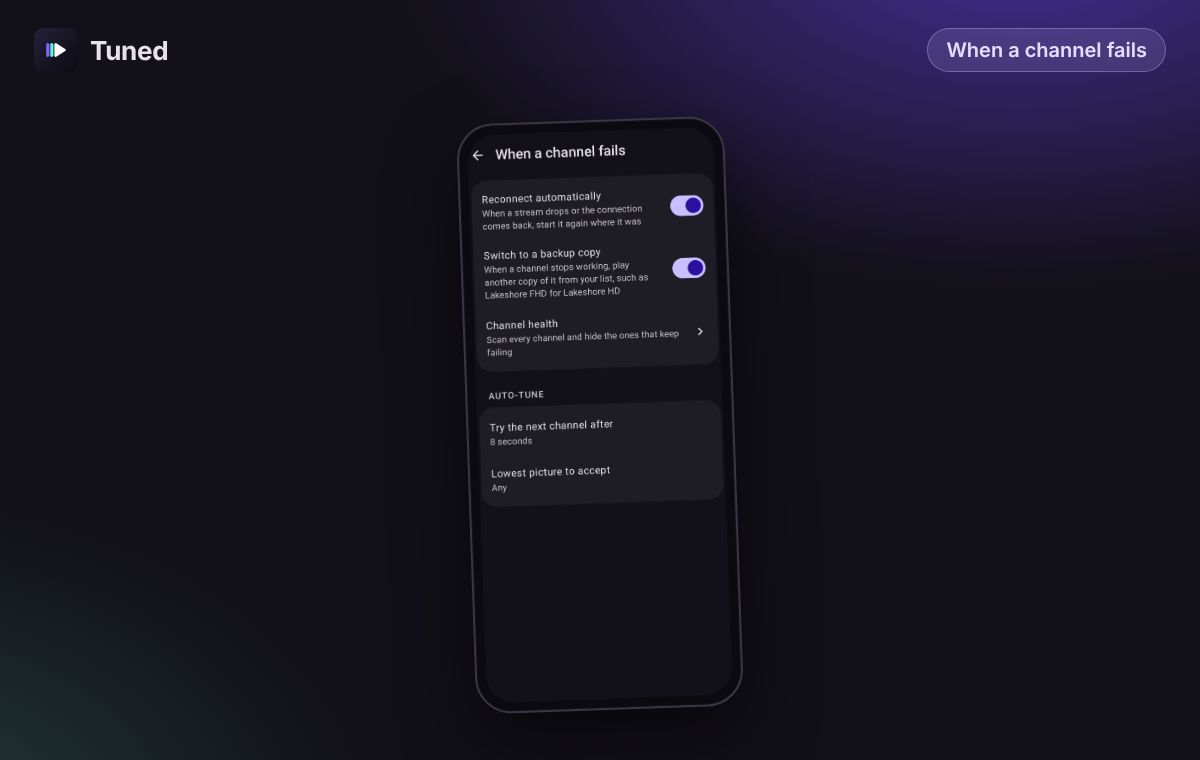 Tuned
When a channel fails
When a channel fails
Reconnect automatically
When a stream drops or the connection
comes back, start it again where it was
Switch to a backup copy
When a channel stops working, play
another copy of it from your list, such as
Lakeshore FHD for Lakeshore HD
Channel health
Scan every channel and hide the ones that keep
failing
AUTO-TUNE
Try the next channel after
8 seconds
Lowest picture to accept
Any